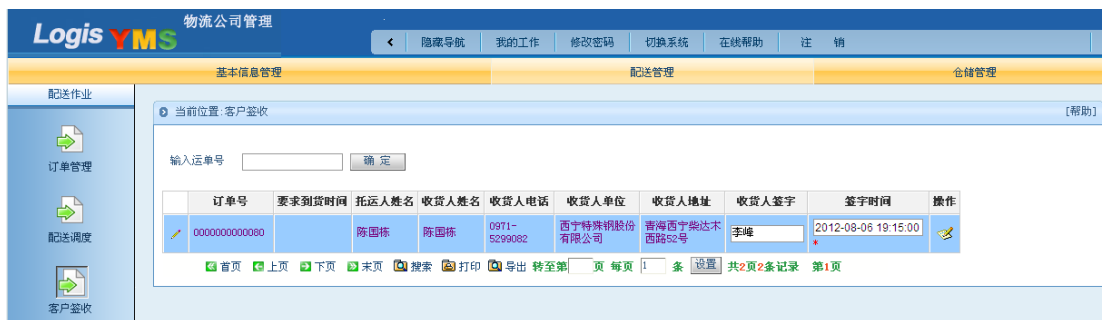 Logis YMS 物流公司管理
隐藏导航 我的工作 修改密码 切换系统 在线帮助 注 销
基本信息管理 配送管理 仓储管理
配送作业
当前位置:客户签收 [帮助]
订单管理
输入运单号 确 定
订单号 要求到货时间 托运人姓名 收货人姓名 收货人电话 收货人单位 收货人地址 收货人签字 签字时间 操作
0000000000080 陈国栋 陈国栋 0971-5299082 西宁特殊钢股份有限公司 青海西宁柴达木西路52号 李峰 2012-08-06 19:15:00 *
配送调度
首页 上页 下页 末页 搜索 打印 导出 转至第 页 每页 1 条 设置 共2页2条记录 第1页
客户签收